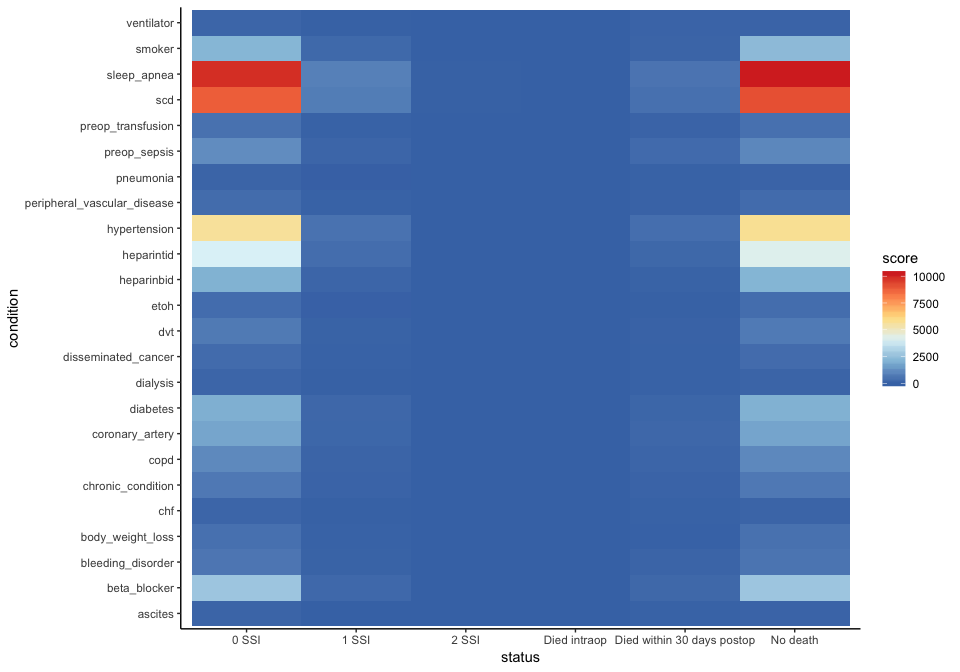 ventilator
smoker
sleep_apnea
scd
preop_transfusion
preop_sepsis
pneumonia
peripheral_vascular_disease
hypertension
heparintid
heparinbid
etoh
dvt
disseminated_cancer
dialysis
diabetes
coronary_artery
copd
chronic_condition
chf
body_weight_loss
bleeding_disorder
beta_blocker
ascites
condition
0 SSI
1 SSI
2 SSI
Died intraop
Died within 30 days postop
No death
status
score
10000
7500
5000
2500
0